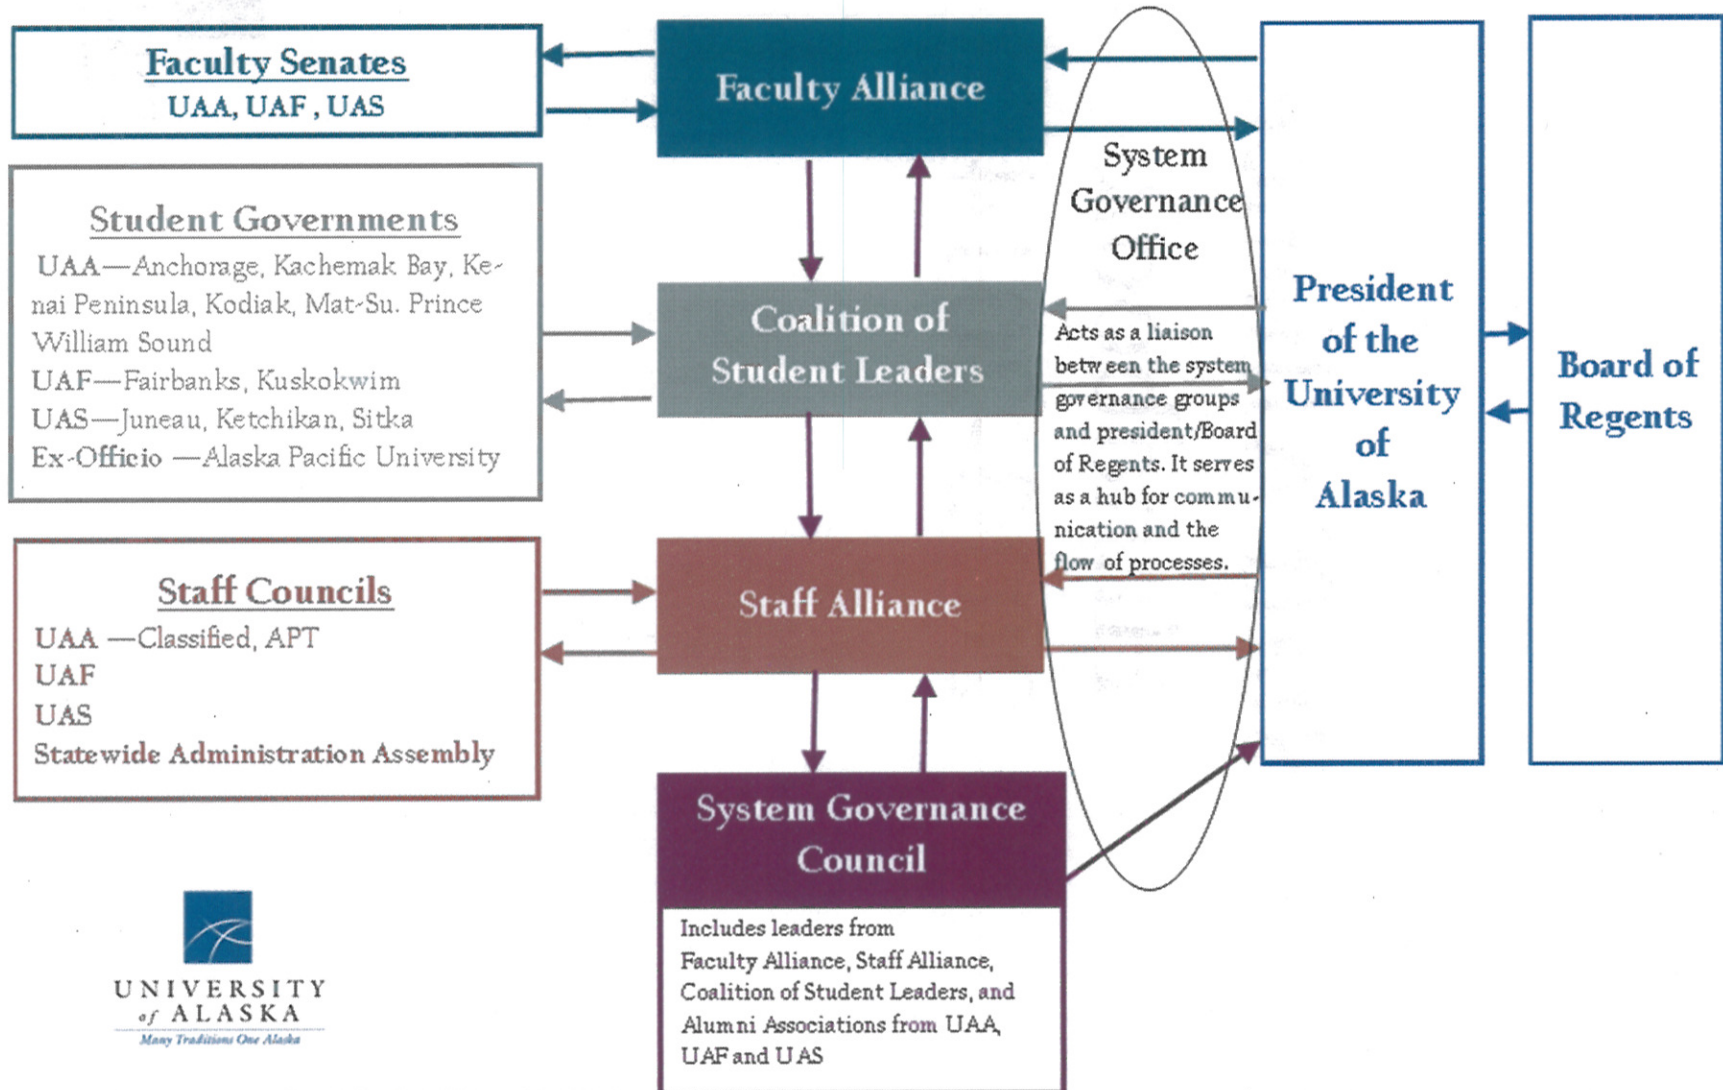 Faculty Senates
UAA, UAF , UAS
Faculty Alliance
Student Governments
UAA—Anchorage, Kachemak Bay, Ke-
nai Peninsula, Kodiak, Mat-Su. Prince
William Sound
UAF—Fairbanks, Kuskokwim
UAS—Juneau, Ketchikan, Sitka
Ex-Officio —Alaska Pacific University
Coalition of
Student Leaders
Staff Councils
UAA —Classified, APT
UAF
UAS
Statewide Administration Assembly
Staff Alliance
System Governance
Council
Includes leaders from
Faculty Alliance, Staff Alliance,
Coalition of Student Leaders, and
Alumni Associations from UAA,
UAF and UAS
System
Governance
Office
Acts as a liaison
between the system
governance groups
and president/Board
of Regents. It serves
as a hub for commu-
nication and the
flow of processes.
President
of the
University
of
Alaska
Board of
Regents
UNIVERSITY
of ALASKA
Many Traditions One Alaska